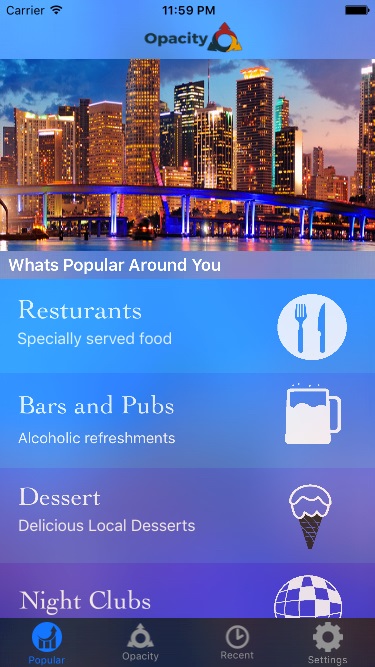 Carrier 11:59 PM
Opacity
Whats Popular Around You
Resturants
Specially served food
Bars and Pubs
Alcoholic refreshments
Dessert
Delicious Local Desserts
Night Clubs
Popular Opacity Recent Settings